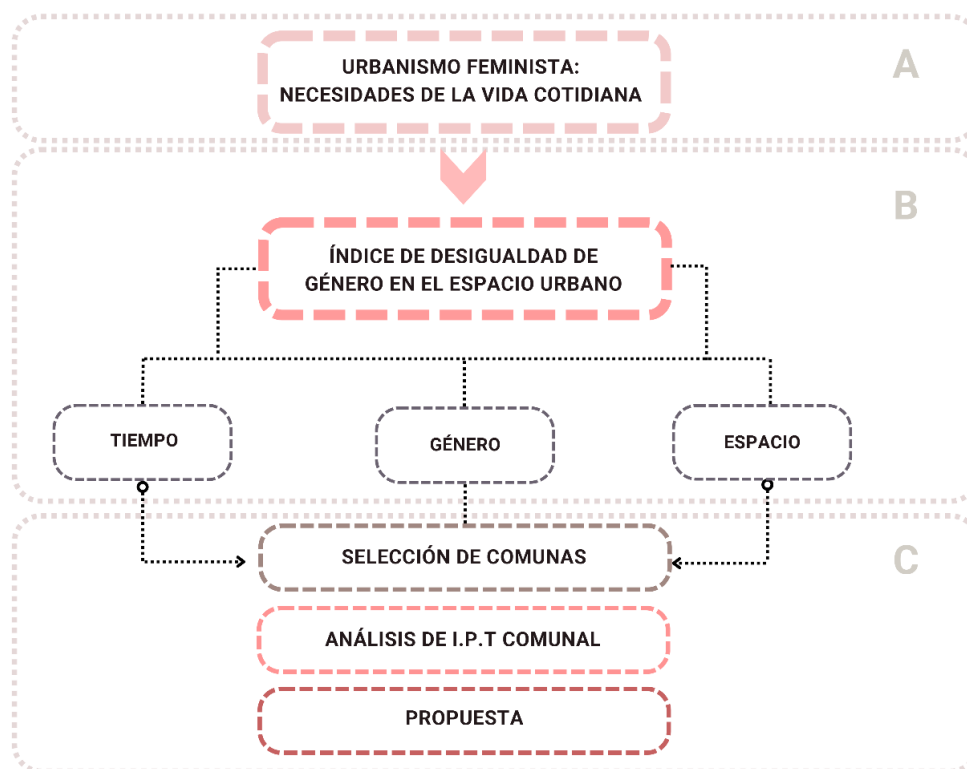 A
URBANISMO FEMINISTA:
NECESIDADES DE LA VIDA COTIDIANA
B
ÍNDICE DE DESIGUALDAD DE
GÉNERO EN EL ESPACIO URBANO
TIEMPO
GÉNERO
ESPACIO
C
SELECCIÓN DE COMUNAS
ANÁLISIS DE I.P.T COMUNAL
PROPUESTA